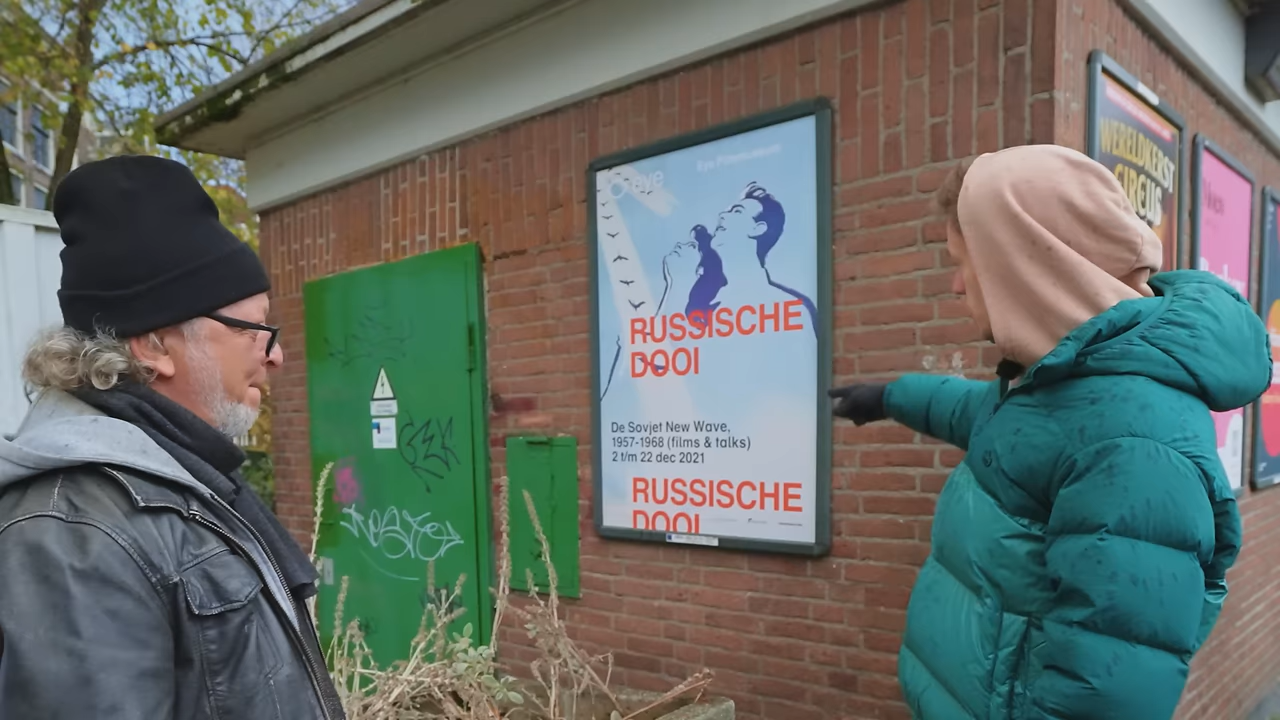 eye
Eye Filmmuseum
RUSSISCHE
DOOI
De Sovjet New Wave,
1957-1968 (films & talks)
2 t/m 22 dec 2021
RUSSISCHE
DOOI
WERELDKERST
CIRCUS